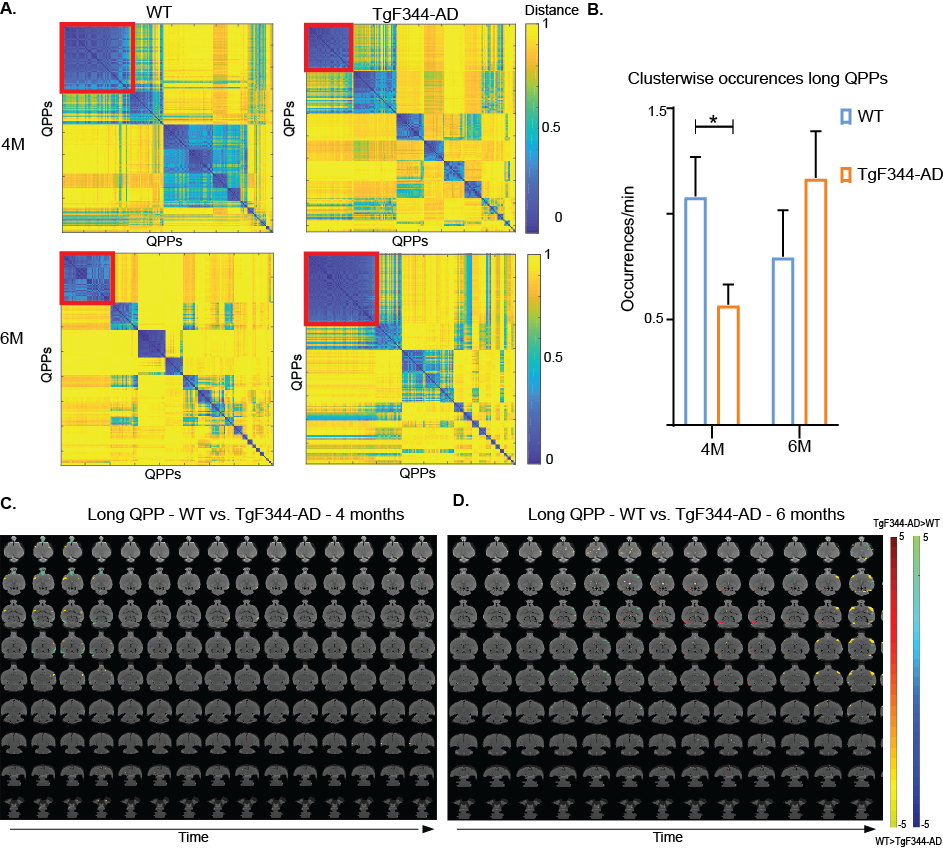 A.
WT
TgF344-AD
Distance
B.
1
0.5
0
QPPs
QPPs
4M
QPPs
QPPs
1
0.5
0
QPPs
QPPs
6M
QPPs
QPPs
Clusterwise occurences long QPPs
1.5
0.5
Occurrences/min
*
WT
TgF344-AD
4M
6M
C.
Long QPP - WT vs. TgF344-AD - 4 months
Time
D.
Long QPP - WT vs. TgF344-AD - 6 months
Time
TgF344-AD>WT
5
5
-5
-5
WT>TgF344-AD